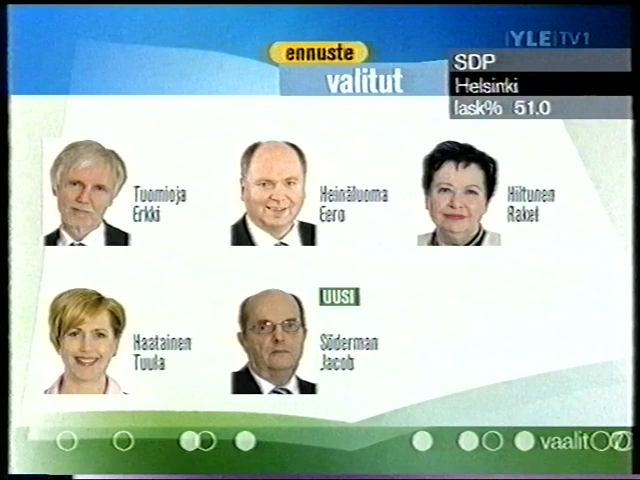 YLE TV1
ennuste
valitut
SDP
Helsinki
lask% 51.0
Tuomioja
Erkki
Heinäluoma
Eero
Hiltunen
Rakel
Haatainen
Tuula
UUSI
Söderman
Jacob
vaalit07